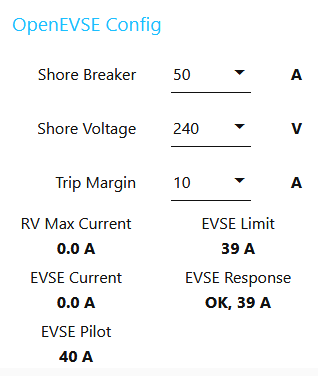 OpenEVSE Config
Shore Breaker 50 A
Shore Voltage 240 V
Trip Margin 10 A
RV Max Current EVSE Limit
0.0 A 39 A
EVSE Current EVSE Response
0.0 A OK, 39 A
EVSE Pilot
40 A